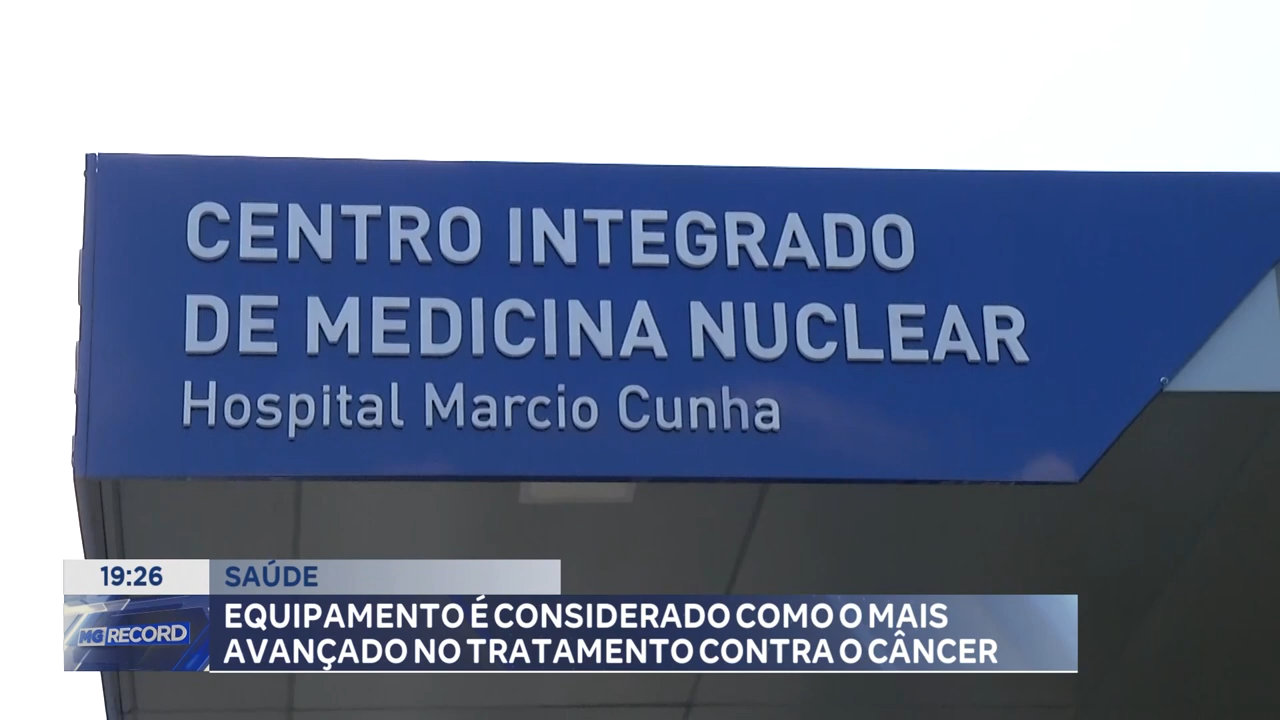 CENTRO INTEGRADO
DE MEDICINA NUCLEAR
Hospital Marcio Cunha
19:26
SAÚDE
MG RECORD
EQUIPAMENTO É CONSIDERADO COMO O MAIS
AVANÇADO NO TRATAMENTO CONTRA O CÂNCER